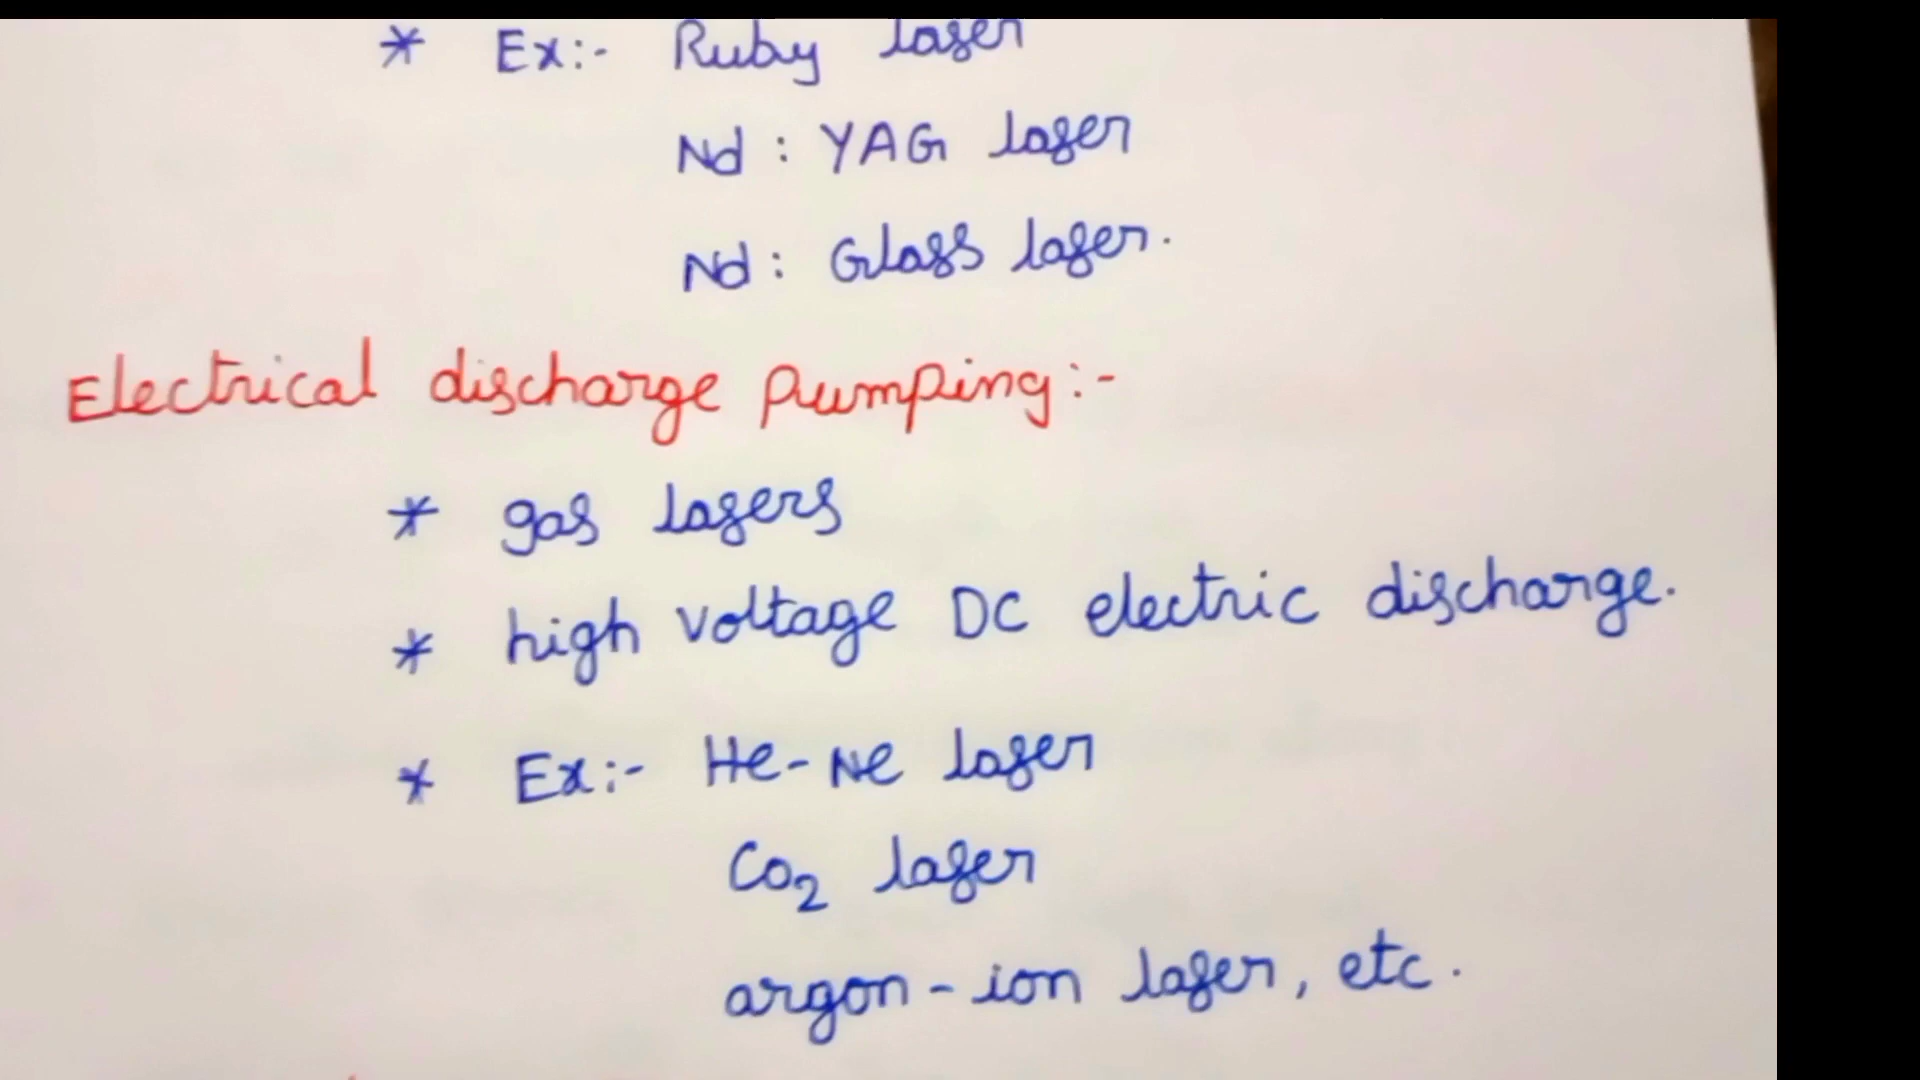 * Ex:- Ruby laser
Nd : YAG laser
Nd : Glass laser.
Electrical discharge pumping:-
* gas lasers
* high voltage DC electric discharge.
* Ex:- He-Ne laser
CO2 laser
argon-ion laser, etc.